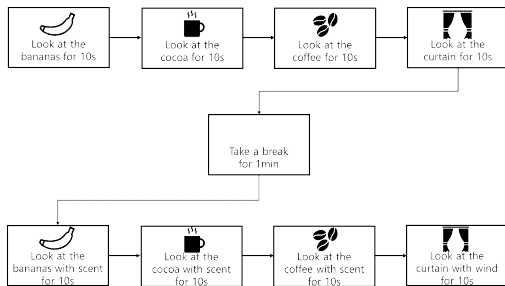 Look at the
bananas for 10s
Look at the
cocoa for 10s
Look at the
coffee for 10s
Look at the
curtain for 10s
Take a break
for 1min
Look at the
bananas with scent
for 10s
Look at the
cocoa with scent
for 10s
Look at the
coffee with scent
for 10s
Look at the
curtain with wind
for 10s